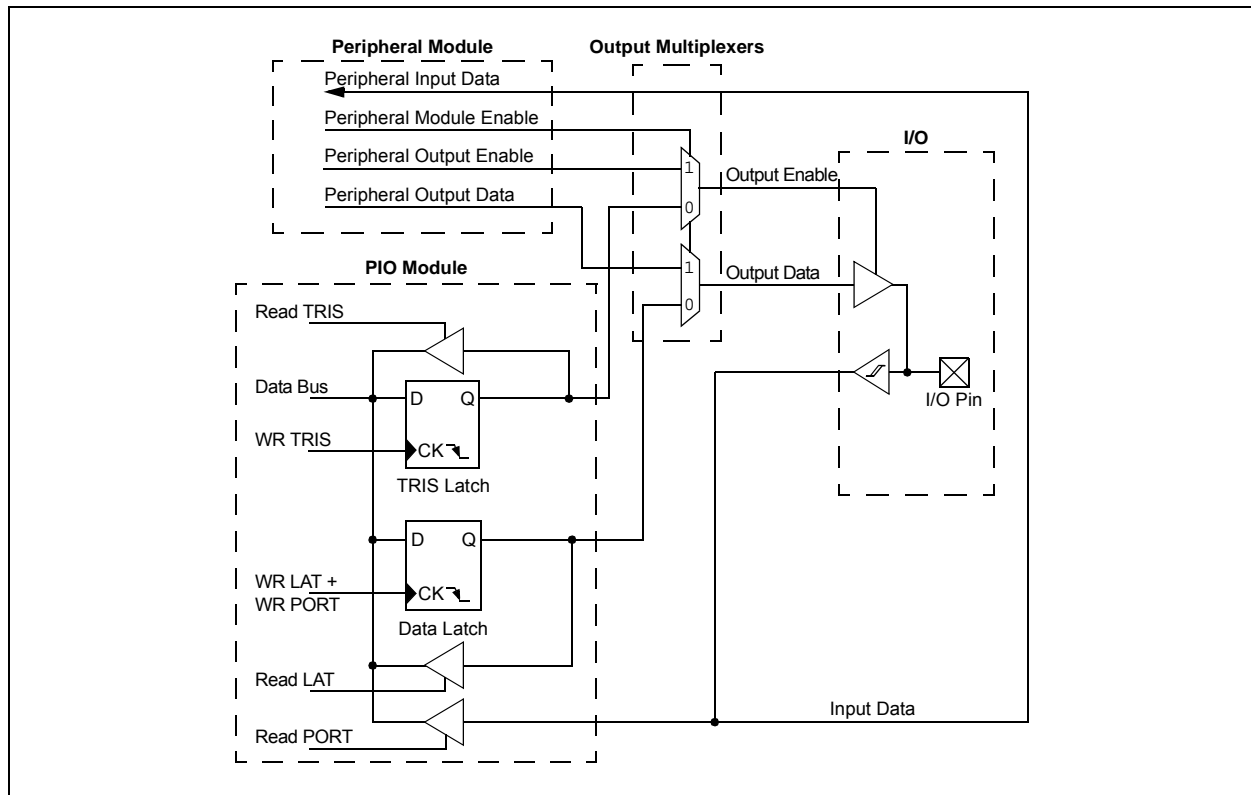 Peripheral Module
Output Multiplexers
Peripheral Input Data
Peripheral Module Enable
Peripheral Output Enable
Peripheral Output Data
1
0
1
0
Output Enable
Output Data
I/O
I/O Pin
PIO Module
Read TRIS
Data Bus
D Q
WR TRIS
CK
TRIS Latch
D Q
WR LAT +
WR PORT
CK
Data Latch
Read LAT
Read PORT
Input Data